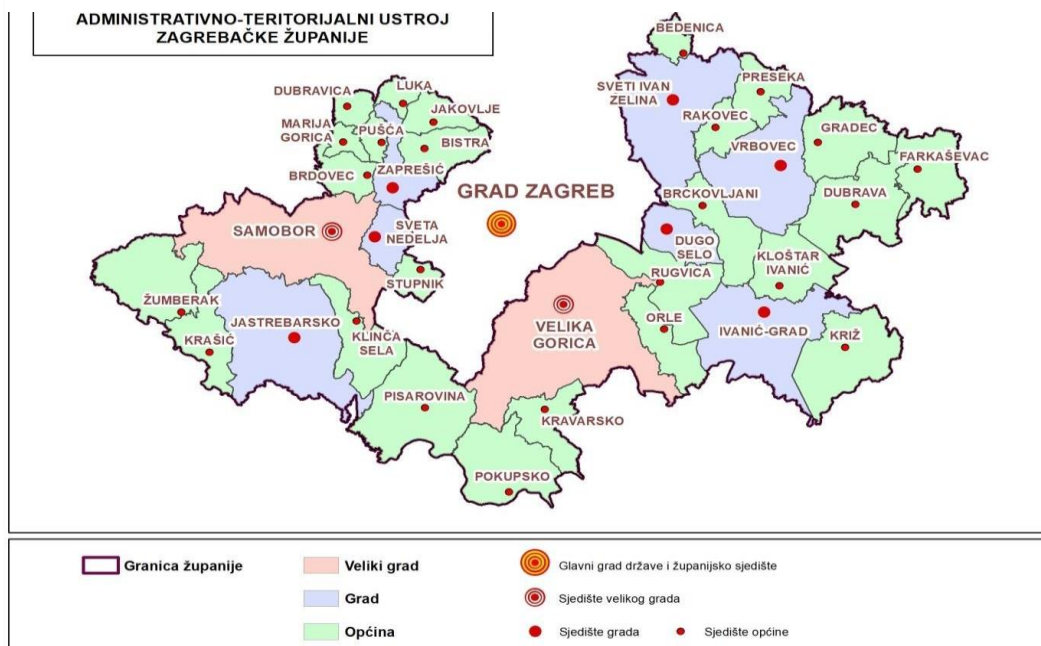 ADMINISTRATIVNO-TERITORIJALNI USTROJ
ZAGREBAČKE ŽUPANIJE
BEDENICA
SVETI IVAN
ZELINA
PRESEKA
RAKOVEC
GRADEC
VRBOVEC
FARKAŠEVAC
DUBRAVA
BRCKOVLJANI
DUBRAVICA
LUKA
JAKOVLJE
MARIJA
GORICA
PUŠĆA
BISTRA
BRDOVEC
ZAPREŠIĆ
GRAD ZAGREB
SAMOBOR
SVETA
NEDELJA
STUPNIK
DUGO
SELO
RUGVICA
KLOŠTAR
IVANIĆ
ŽUMBERAK
KRAŠIĆ
JASTREBARSKO
KLINČA
SELA
VELIKA
GORICA
ORLE
IVANIĆ-GRAD
KRIŽ
PISAROVINA
KRAVARSKO
POKUPSKO
Granica županije
Veliki grad
Grad
Općina
Glavni grad države i županijsko sjedište
Sjedište velikog grada
Sjedište grada
Sjedište općine